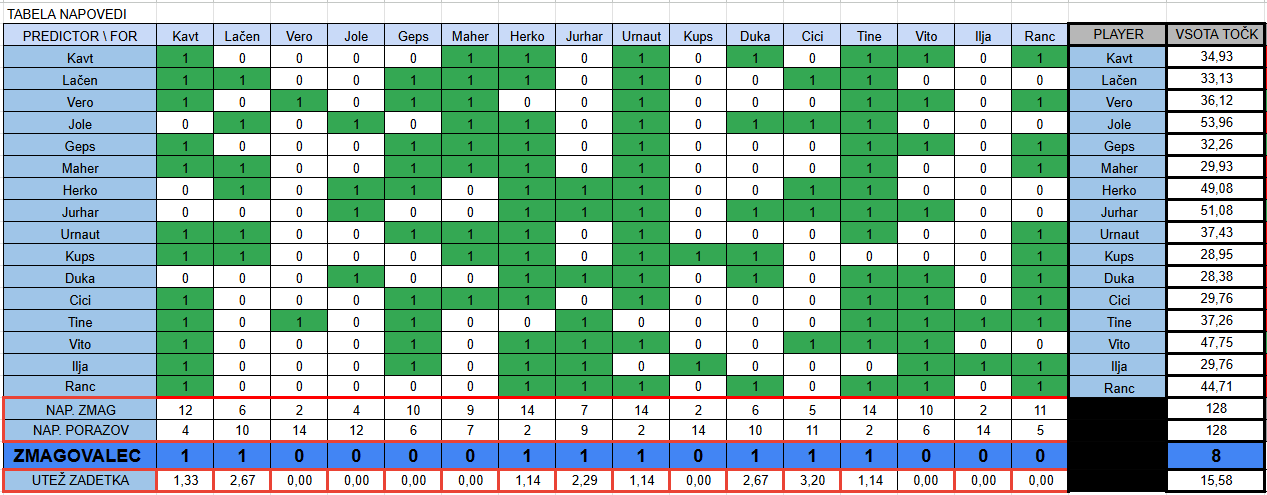 TABELA NAPOVEDI
PREDICTOR \ FOR Kavt Lačen Vero Jole Geps Maher Herko Jurhar Urnaut Kups Duka Cici Tine Vito Ilja Ranc PLAYER VSOTA TOČK
Kavt 1 0 0 0 0 1 1 0 1 0 1 0 1 1 0 1 Kavt 34,93
Lačen 1 1 0 0 1 1 1 0 1 0 0 1 1 0 0 0 Lačen 33,13
Vero 1 0 1 0 1 1 0 0 1 0 0 0 1 1 0 1 Vero 36,12
Jole 0 1 0 1 0 1 1 0 1 0 1 1 1 0 0 0 Jole 53,96
Geps 1 0 0 0 1 1 1 0 1 0 0 0 1 1 0 1 Geps 32,26
Maher 1 1 0 0 1 1 1 0 1 0 0 0 1 0 0 1 Maher 29,93
Herko 0 1 0 1 1 0 1 1 1 0 0 1 1 0 0 0 Herko 49,08
Jurhar 0 0 0 1 0 0 1 1 1 0 1 1 1 1 0 0 Jurhar 51,08
Urnaut 1 1 0 0 1 1 1 0 1 0 0 0 1 0 0 1 Urnaut 37,43
Kups 1 1 0 0 0 1 1 0 1 1 1 0 0 0 0 1 Kups 28,95
Duka 0 0 0 1 0 0 1 1 1 0 1 0 1 1 0 1 Duka 28,38
Cici 1 0 0 0 1 1 1 0 1 0 0 0 1 1 0 1 Cici 29,76
Tine 1 0 1 0 1 0 0 1 0 0 0 0 1 1 1 1 Tine 37,26
Vito 1 0 0 0 1 0 1 1 1 0 0 1 1 1 0 1 Vito 47,75
Ilja 1 0 0 0 1 0 1 1 0 1 0 0 0 1 1 1 Ilja 29,76
Ranc 1 0 0 0 0 0 1 1 1 0 1 0 1 1 0 1 Ranc 44,71
NAP. ZMAG 12 6 2 4 10 9 14 7 14 2 6 5 14 10 2 11 128
NAP. PORAZOV 4 10 14 12 6 7 2 9 2 14 10 11 2 6 14 5 128
ZMAGOVALEC 1 1 0 0 0 0 1 1 1 0 1 1 1 0 0 0 8
UTEŽ ZADETKA 1,33 2,67 0,00 0,00 0,00 0,00 1,14 2,29 1,14 0,00 2,67 3,20 1,14 0,00 0,00 0,00 15,58